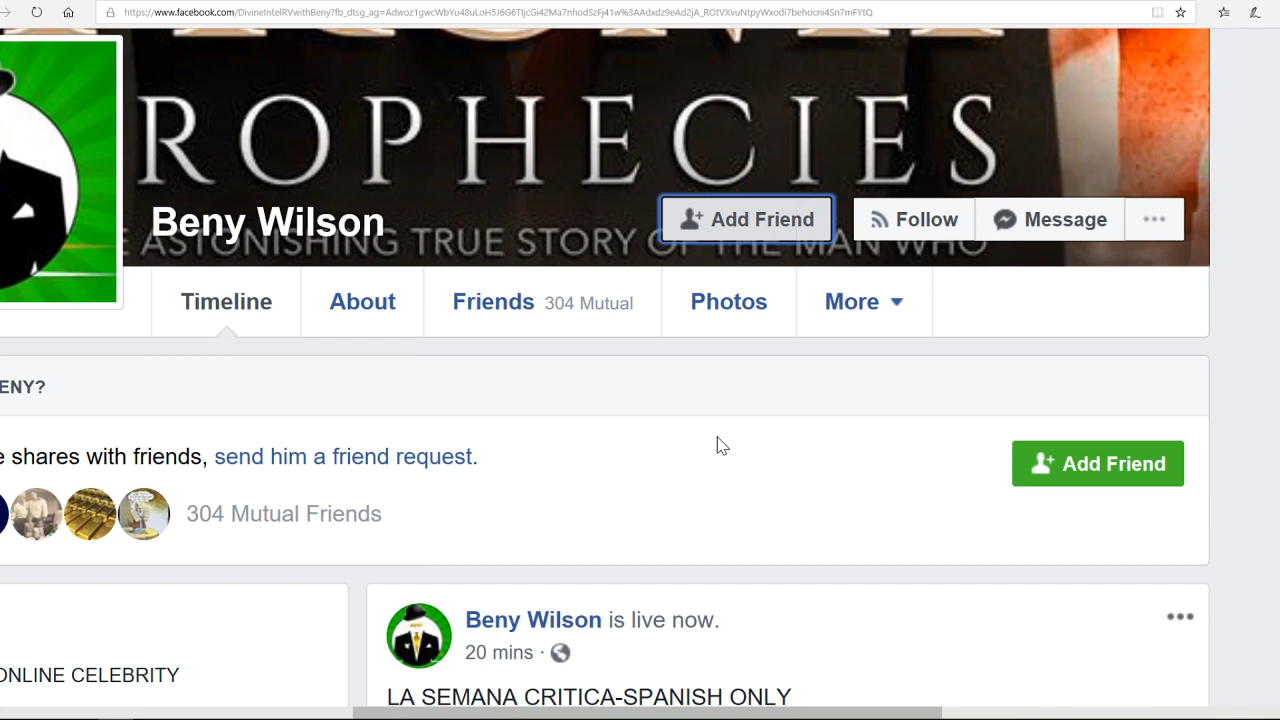 https://www.facebook.com/DivineIntelRVwithBeny?fb_dtsg_ag=
ROPHECIES
Beny Wilson
Add Friend
Follow
Message
ASTONISHING TRUE STORY OF THE MAN WHO
Timeline
About
Friends 304 Mutual
Photos
More
ENY?
e shares with friends, send him a friend request.
Add Friend
304 Mutual Friends
Beny Wilson is live now.
20 mins ·
ONLINE CELEBRITY
LA SEMANA CRITICA-SPANISH ONLY